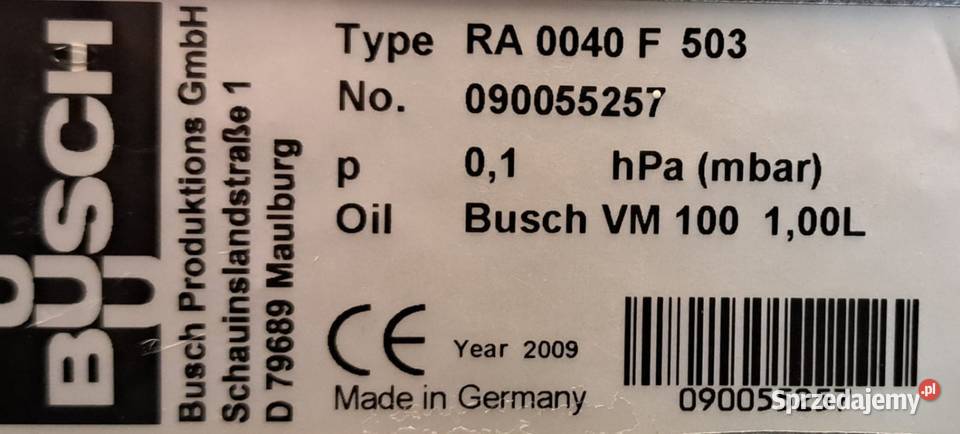 BUSCH
Busch Produktions GmbH
Schauinslandstraße 1
D 79689 Maulburg
Type RA 0040 F 503
No. 090055257
p 0,1 hPa (mbar)
Oil Busch VM 100 1,00L
CE Year 2009
Made in Germany
Sprzedajemy.pl